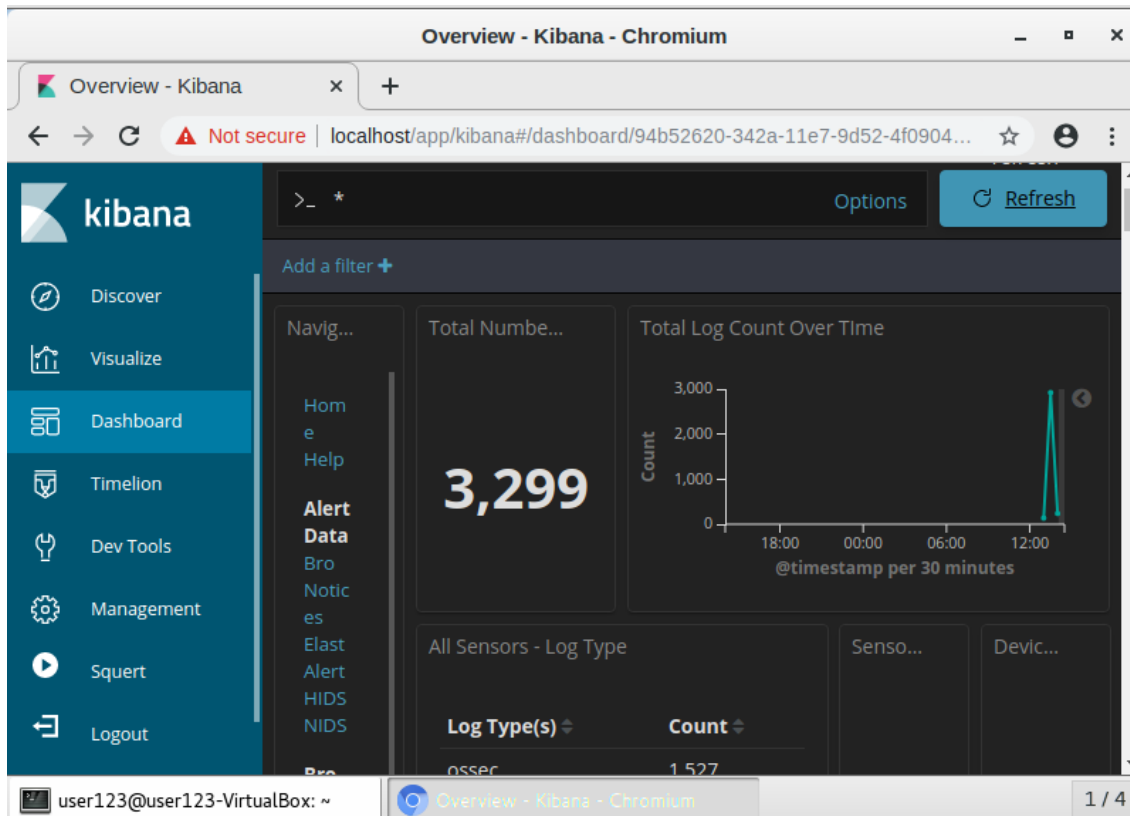 Overview - Kibana - Chromium
Overview - Kibana
Not secure | localhost/app/kibana#/dashboard/94b52620-342a-11e7-9d52-4f0904...
kibana
Discover
Visualize
Dashboard
Timelion
Dev Tools
Management
Squert
Logout
>_ *
Options
Refresh
Add a filter +
Navig...
Hom
e
Help
Alert
Data
Bro
Notic
es
Elast
Alert
HIDS
NIDS
Bro
Total Numbe...
3,299
Total Log Count Over TIme
3,000
2,000
1,000
0
Count
18:00 00:00 06:00 12:00
@timestamp per 30 minutes
All Sensors - Log Type
Log Type(s) Count
ossec 1,527
Senso...
Devic...
user123@user123-VirtualBox: ~
Overview - Kibana - Chromium
1 / 4